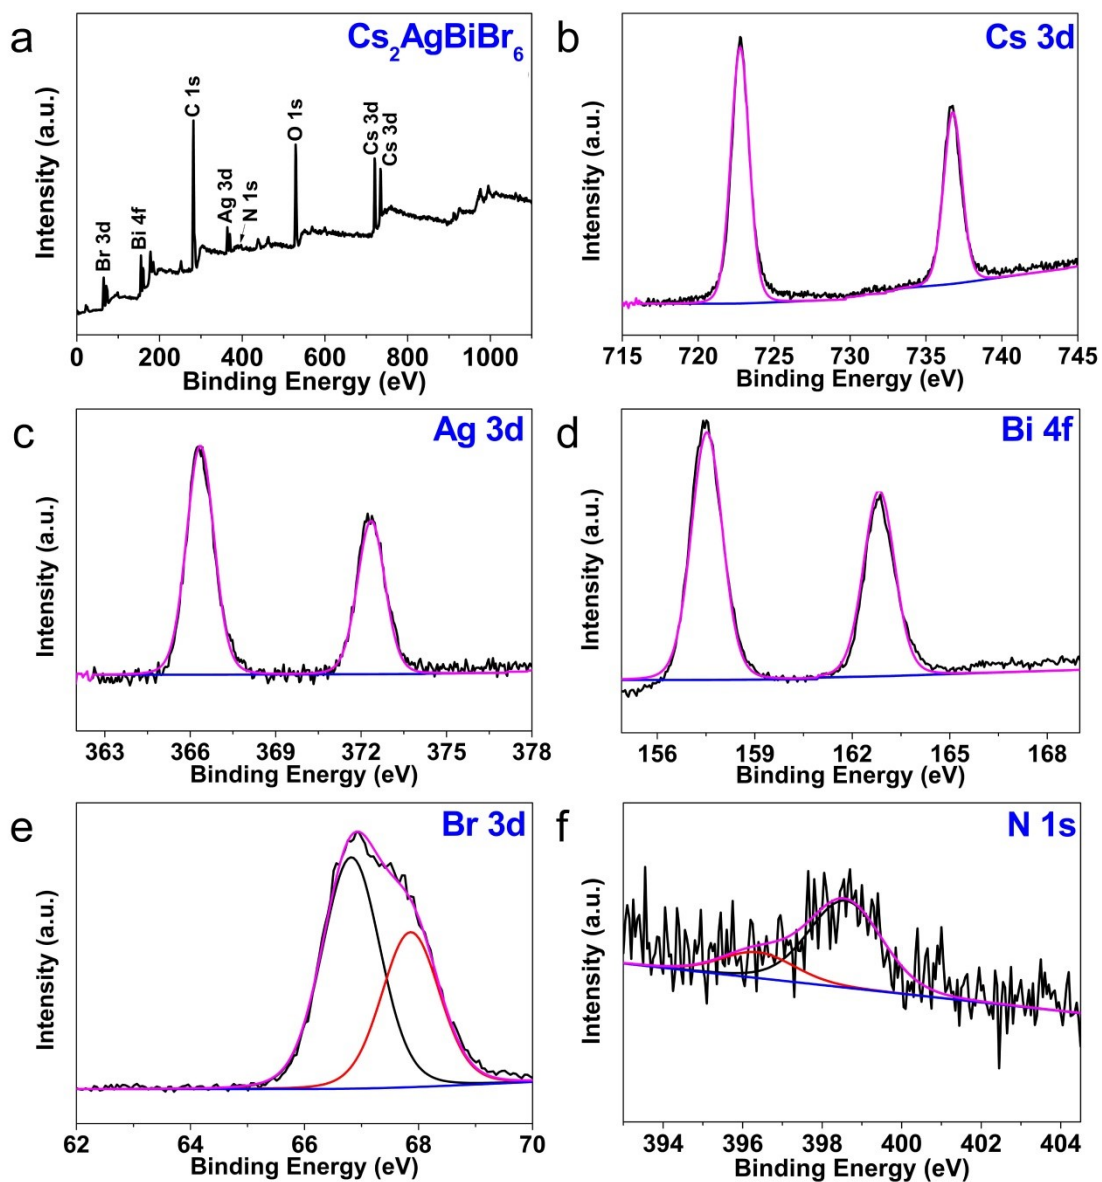 a
Cs2AgBiBr6
Intensity (a.u.)
Br 3d
Bi 4f
C 1s
Ag 3d
N 1s
O 1s
Cs 3d
Cs 3d
0 200 400 600 800 1000
Binding Energy (eV)
b
Cs 3d
Intensity (a.u.)
715 720 725 730 735 740 745
Binding Energy (eV)
c
Ag 3d
Intensity (a.u.)
363 366 369 372 375 378
Binding Energy (eV)
d
Bi 4f
Intensity (a.u.)
156 159 162 165 168
Binding Energy (eV)
e
Br 3d
Intensity (a.u.)
62 64 66 68 70
Binding Energy (eV)
f
N 1s
Intensity (a.u.)
394 396 398 400 402 404
Binding Energy (eV)